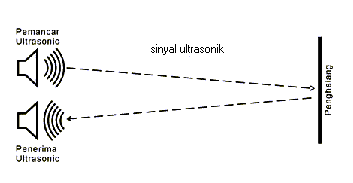 Pemancar
Ultrasonic
sinyal ultrasonik
Penghalang
Penerima
Ultrasonic